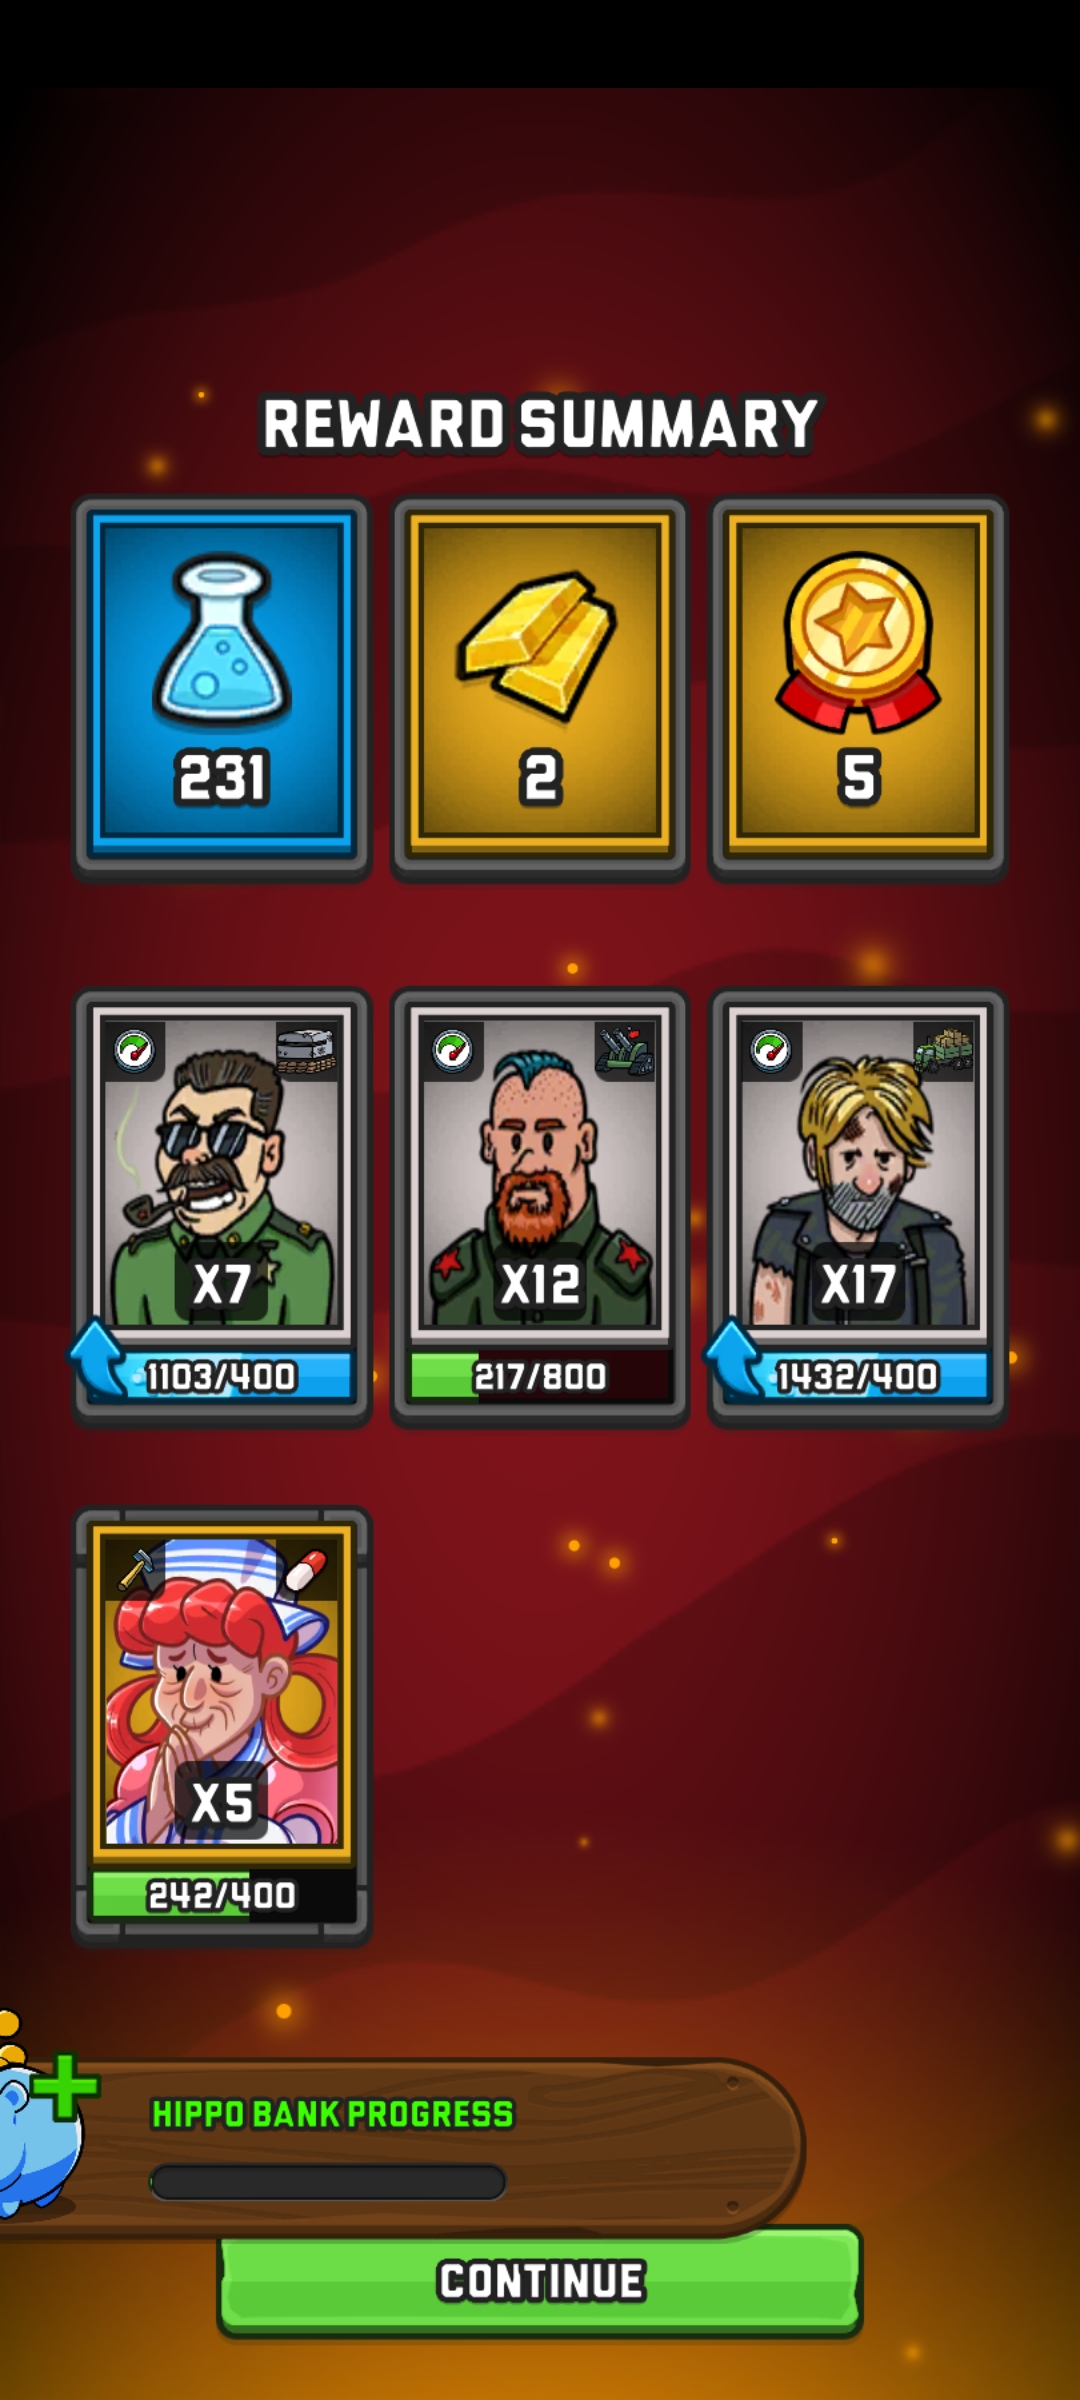 REWARD SUMMARY
231
2
5
X7
X12
X17
1103/400
217/800
1432/400
X5
242/400
HIPPO BANK PROGRESS
CONTINUE